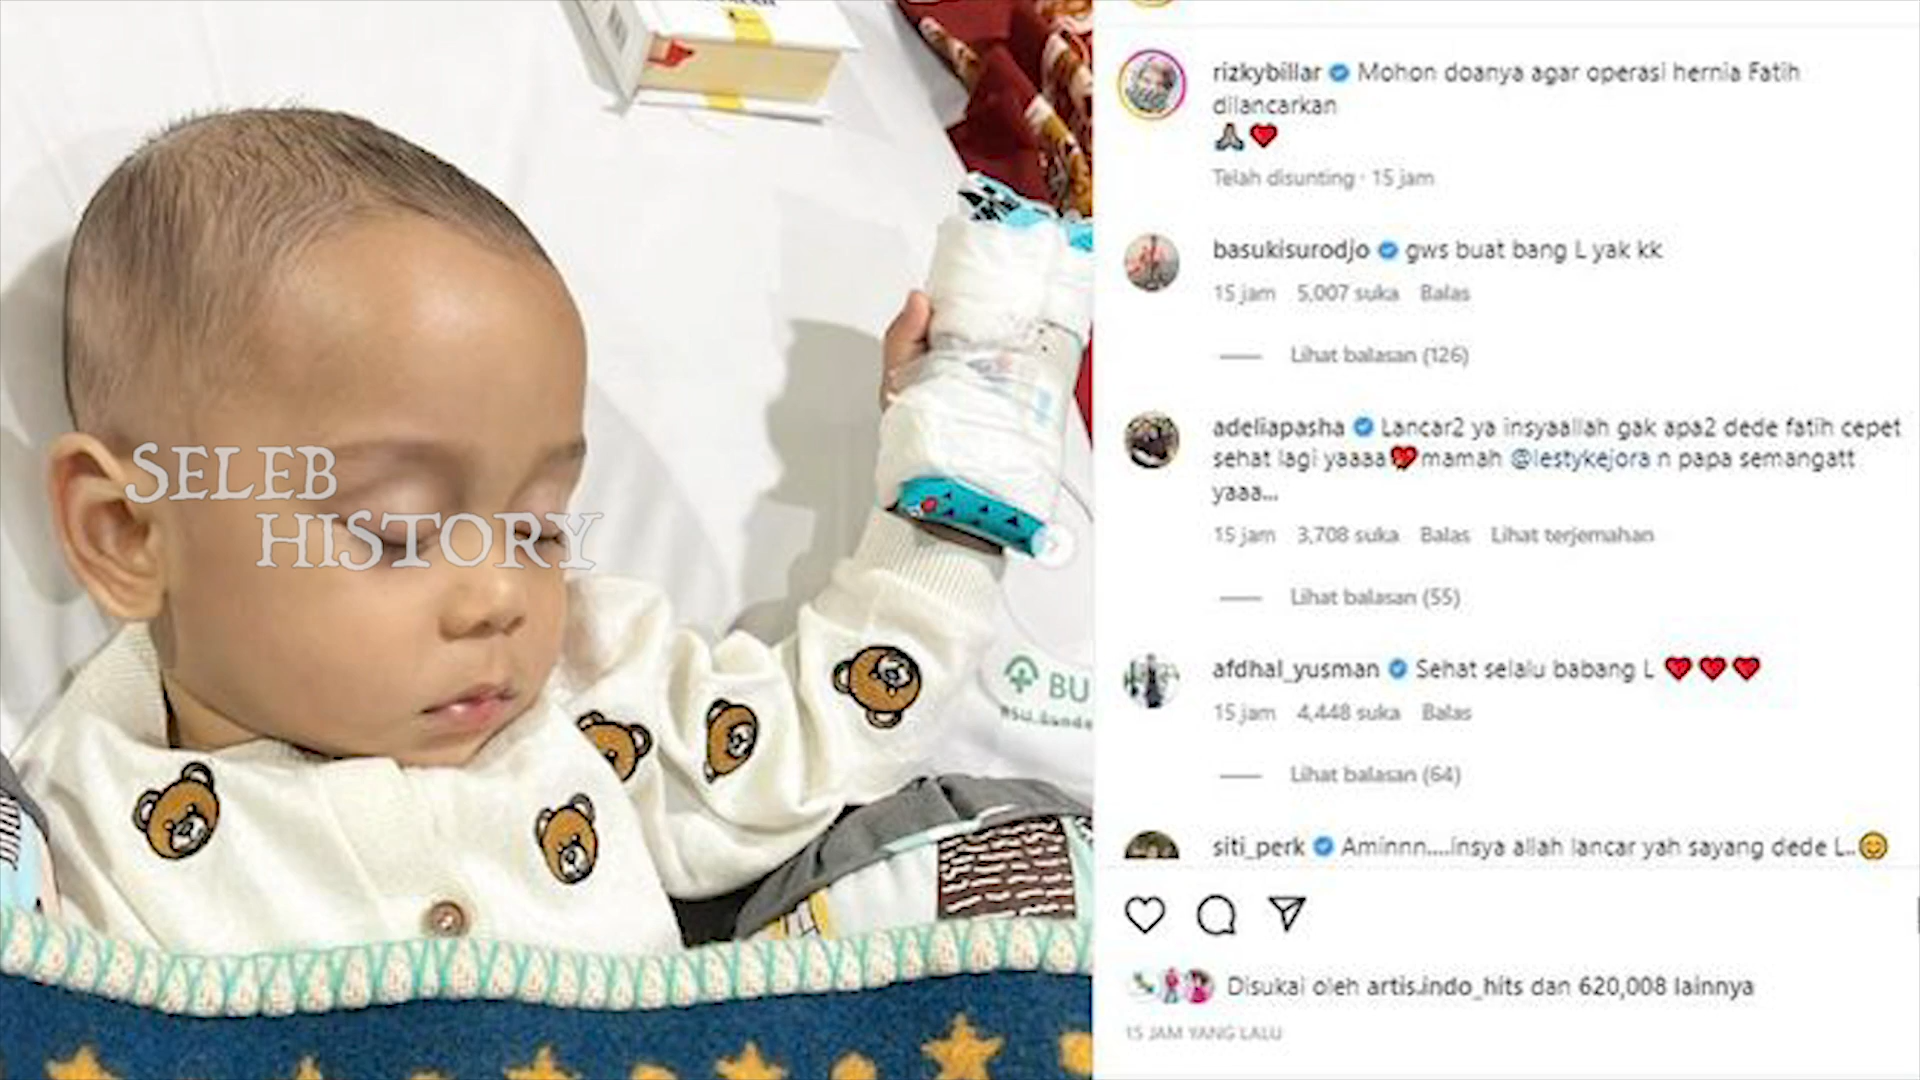 SELEB
HISTORY
BU
rizkybillar Mohon doanya agar operasi hernia Fatih
dilancarkan
🙏🏽❤️
Telah disunting · 15 jam
basukisurodjo gws buat bang L yak kk
15 jam 5,007 suka Balas
Lihat balasan (126)
adeliapasha Lancar2 ya insyaallah gak apa2 dede fatih cepet
sehat lagi yaaaa❤️mamah @lestykejora n papa semangatt
yaaa...
15 jam 3,708 suka Balas Lihat terjemahan
Lihat balasan (55)
afdhal_yusman Sehat selalu babang L ❤️❤️❤️
15 jam 4,448 suka Balas
Lihat balasan (64)
siti_perk Aminnn....insya allah lancar yah sayang dede L..😊
Disukai oleh artis.indo_hits dan 620,008 lainnya
15 JAM YANG LALU